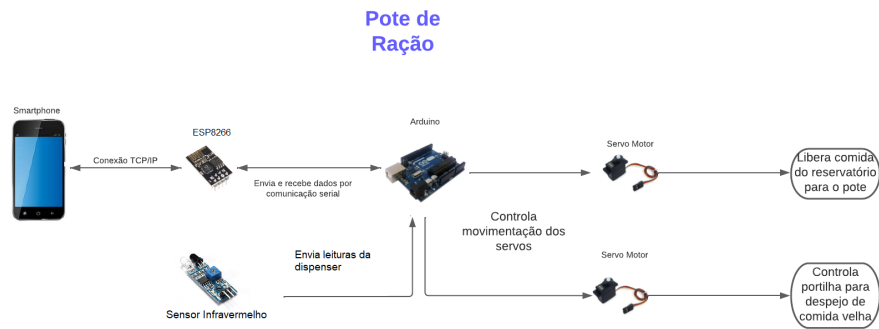 Pote de
Ração
Smartphone
Conexão TCP/IP
ESP8266
Envia e recebe dados por
comunicação serial
Arduino
Servo Motor
Libera comida
do reservatório
para o pote
Controla
movimentação dos
servos
Envia leituras da
dispenser
Sensor Infravermelho
Servo Motor
Controla
portilha para
despejo de
comida velha